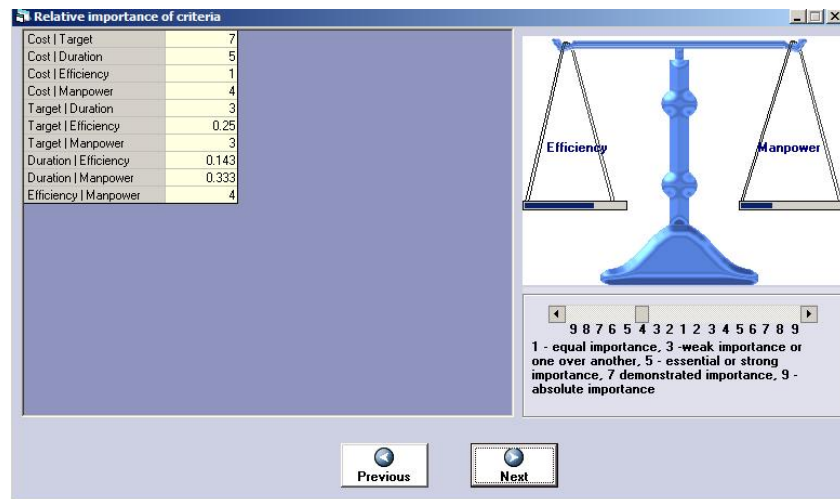 Relative importance of criteria
Cost | Target 7
Cost | Duration 5
Cost | Efficiency 1
Cost | Manpower 4
Target | Duration 3
Target | Efficiency 0.25
Target | Manpower 3
Duration | Efficiency 0.143
Duration | Manpower 0.333
Efficiency | Manpower 4
Efficiency Manpower
9 8 7 6 5 4 3 2 1 2 3 4 5 6 7 8 9
1 - equal importance, 3 -weak importance or
one over another, 5 - essential or strong
importance, 7 demonstrated importance, 9 -
absolute importance
Previous Next